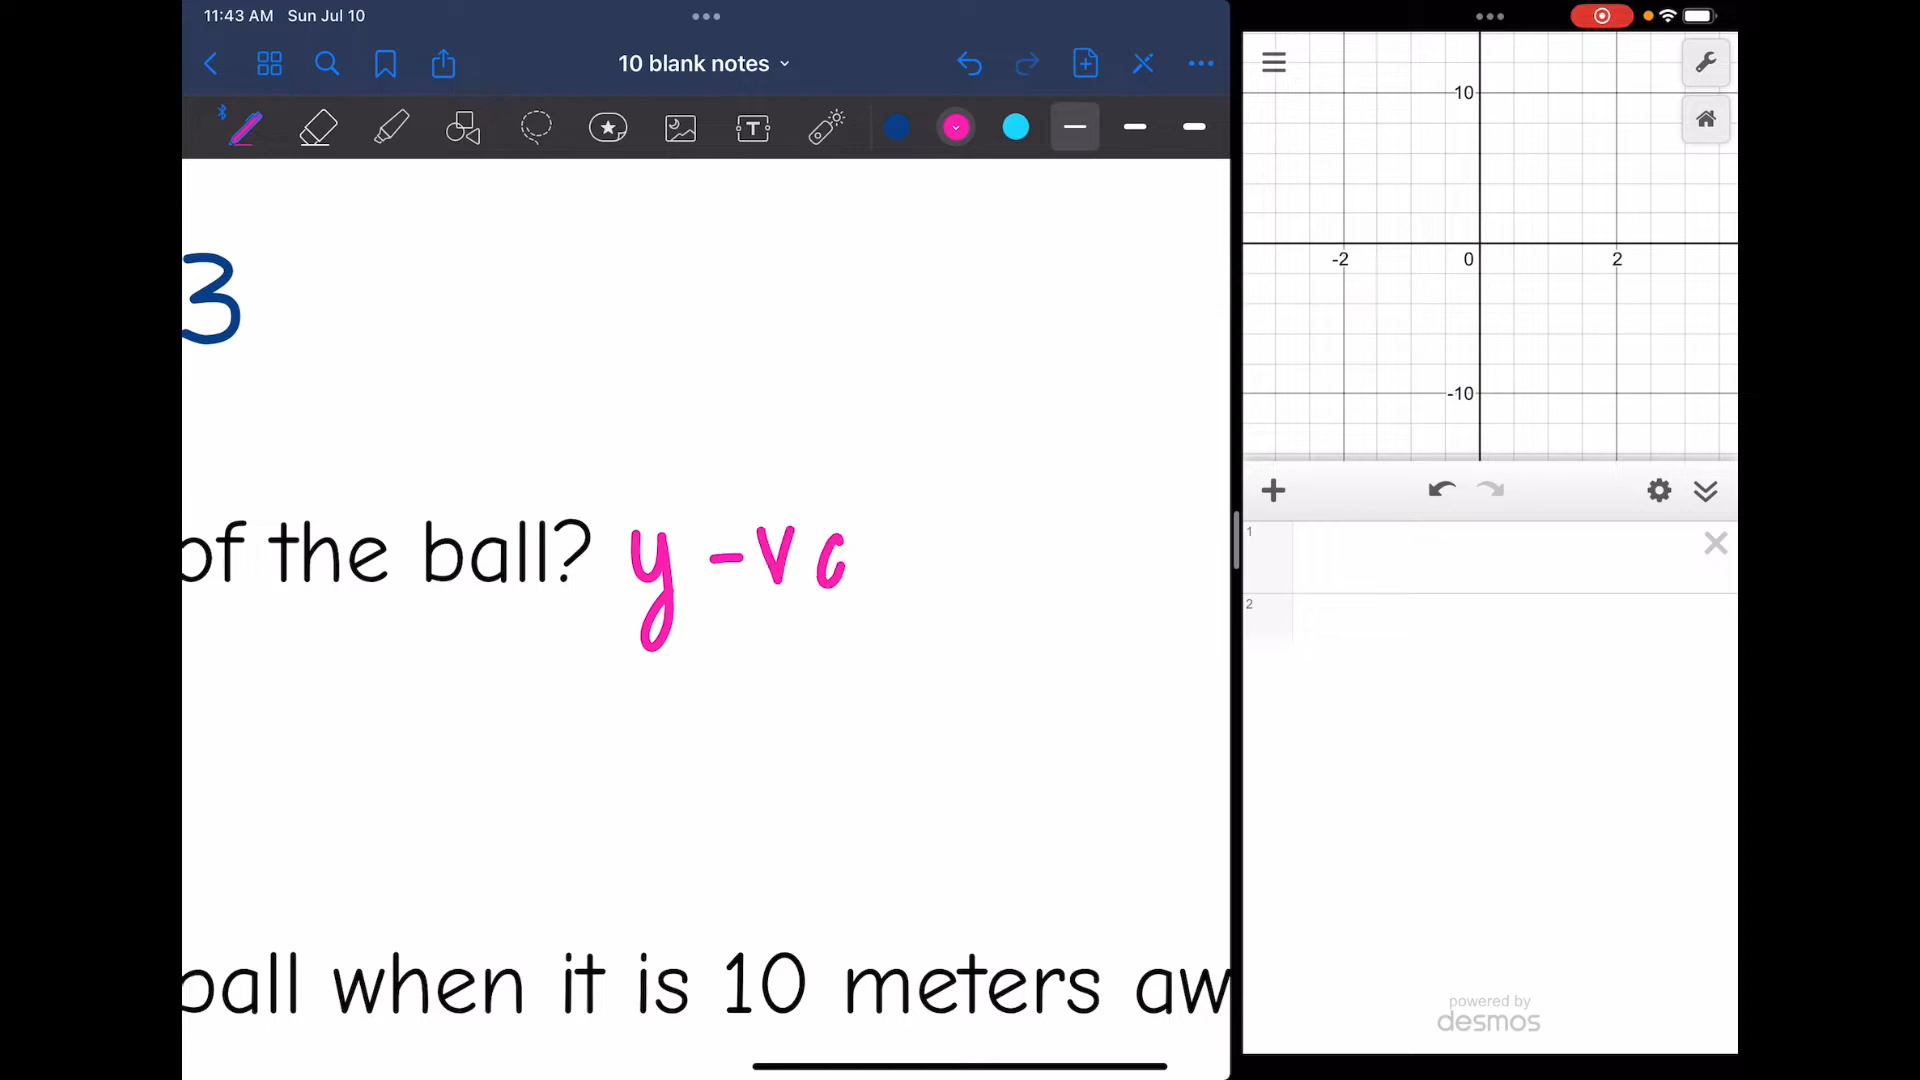 11:43 AM Sun Jul 10
10 blank notes
T
3
of the ball? y -va
ball when it is 10 meters aw
10
-2 0 2
-10
1
2
powered by
desmos